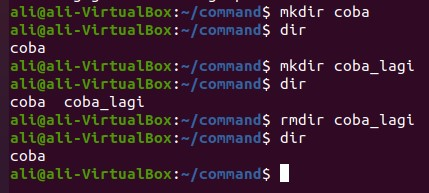 ali@ali-VirtualBox:~/command$ mkdir coba
ali@ali-VirtualBox:~/command$ dir
coba
ali@ali-VirtualBox:~/command$ mkdir coba_lagi
ali@ali-VirtualBox:~/command$ dir
coba  coba_lagi
ali@ali-VirtualBox:~/command$ rmdir coba_lagi
ali@ali-VirtualBox:~/command$ dir
coba
ali@ali-VirtualBox:~/command$